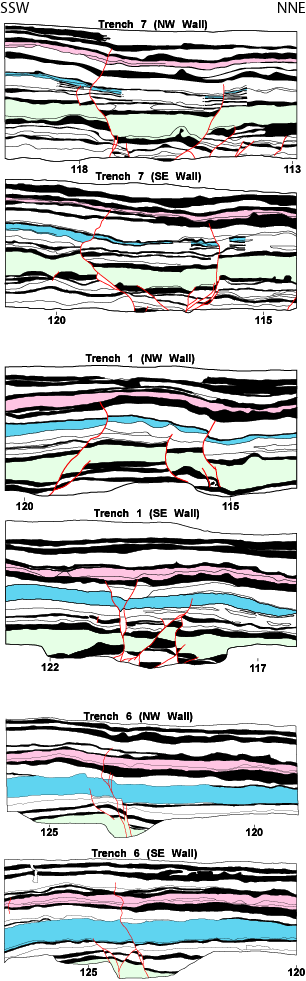 SSW NNE
Trench 7 (NW Wall)
118 113
Trench 7 (SE Wall)
120 115
Trench 1 (NW Wall)
120 115
Trench 1 (SE Wall)
122 117
Trench 6 (NW Wall)
125 120
Trench 6 (SE Wall)
125 120